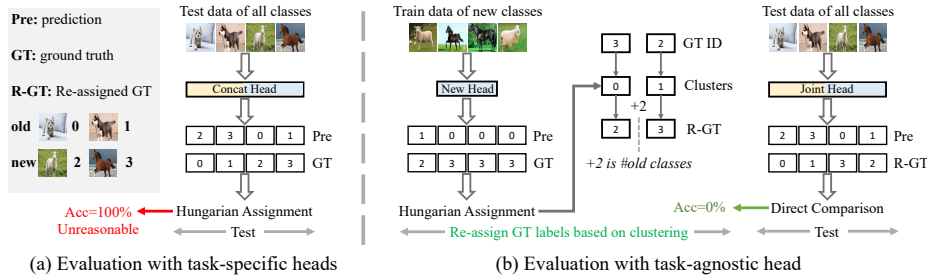 Pre: prediction
GT: ground truth
R-GT: Re-assigned GT
old 0 1
new 2 3
Test data of all classes
Concat Head
2 3 0 1 Pre
0 1 2 3 GT
Hungarian Assignment
Acc=100%
Unreasonable
Test
(a) Evaluation with task-specific heads
Train data of new classes
New Head
1 0 0 0 Pre
2 3 3 3 GT
Hungarian Assignment
Re-assign GT labels based on clustering
3 2 GT ID
0 1 Clusters
+2
2 3 R-GT
+2 is #old classes
Test data of all classes
Joint Head
2 3 0 1 Pre
0 1 3 2 R-GT
Acc=0%
Direct Comparison
Test
(b) Evaluation with task-agnostic head